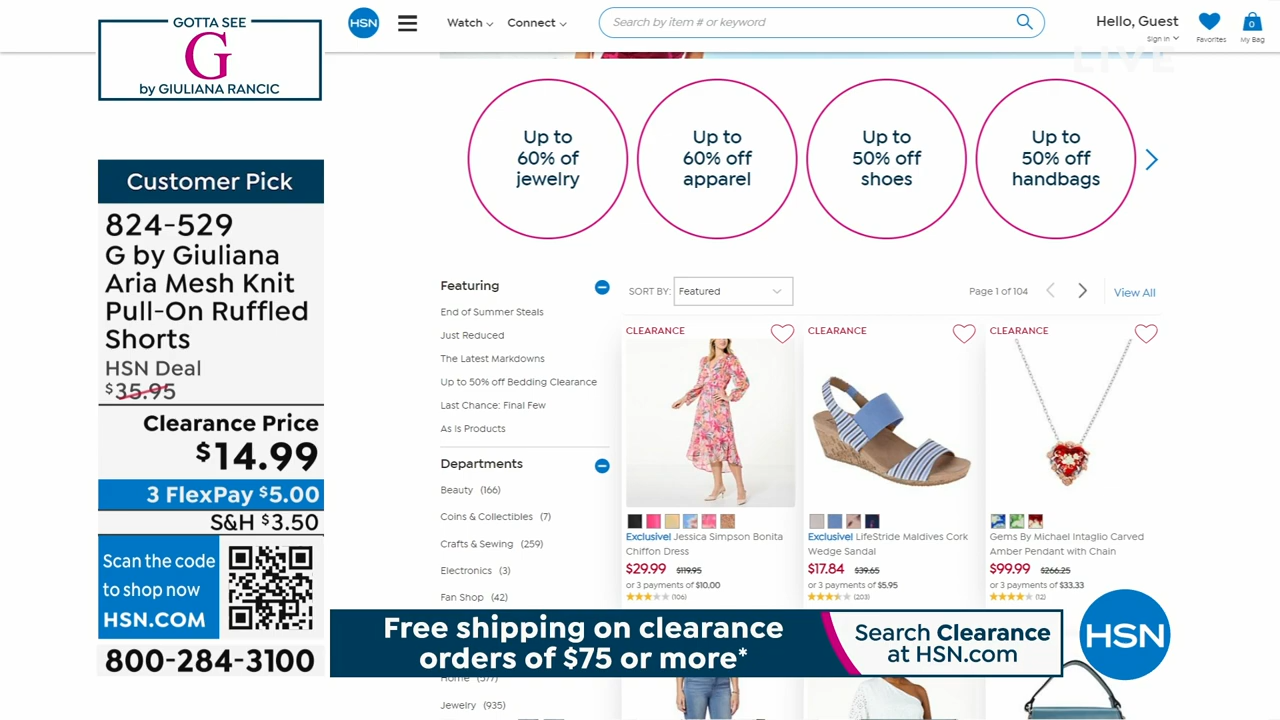 GOTTA SEE
G
by GIULIANA RANCIC
Customer Pick
824-529
G by Giuliana
Aria Mesh Knit
Pull-On Ruffled
Shorts
HSN Deal
$35.95
Clearance Price
$14.99
3 FlexPay $5.00
S&H $3.50
Scan the code
to shop now
HSN.COM
800-284-3100
HSN
Watch
Connect
Search by item # or keyword
Hello, Guest
Sign In
Favorites
0
My Bag
LIVE
Up to
60% of
jewelry
Up to
60% off
apparel
Up to
50% off
shoes
Up to
50% off
handbags
Featuring
End of Summer Steals
Just Reduced
The Latest Markdowns
Up to 50% off Bedding Clearance
Last Chance: Final Few
As Is Products
Departments
Beauty (166)
Coins & Collectibles (7)
Crafts & Sewing (259)
Electronics (3)
Fan Shop (42)
Home (577)
Jewelry (935)
SORT BY: Featured
Page 1 of 104
View All
CLEARANCE
Exclusive! Jessica Simpson Bonita
Chiffon Dress
$29.99 $119.95
or 3 payments of $10.00
(106)
CLEARANCE
Exclusive! LifeStride Maldives Cork
Wedge Sandal
$17.84 $39.65
or 3 payments of $5.95
(203)
CLEARANCE
Gems By Michael Intaglio Carved
Amber Pendant with Chain
$99.99 $266.25
or 3 payments of $33.33
(12)
Free shipping on clearance
orders of $75 or more*
Search Clearance
at HSN.com
HSN